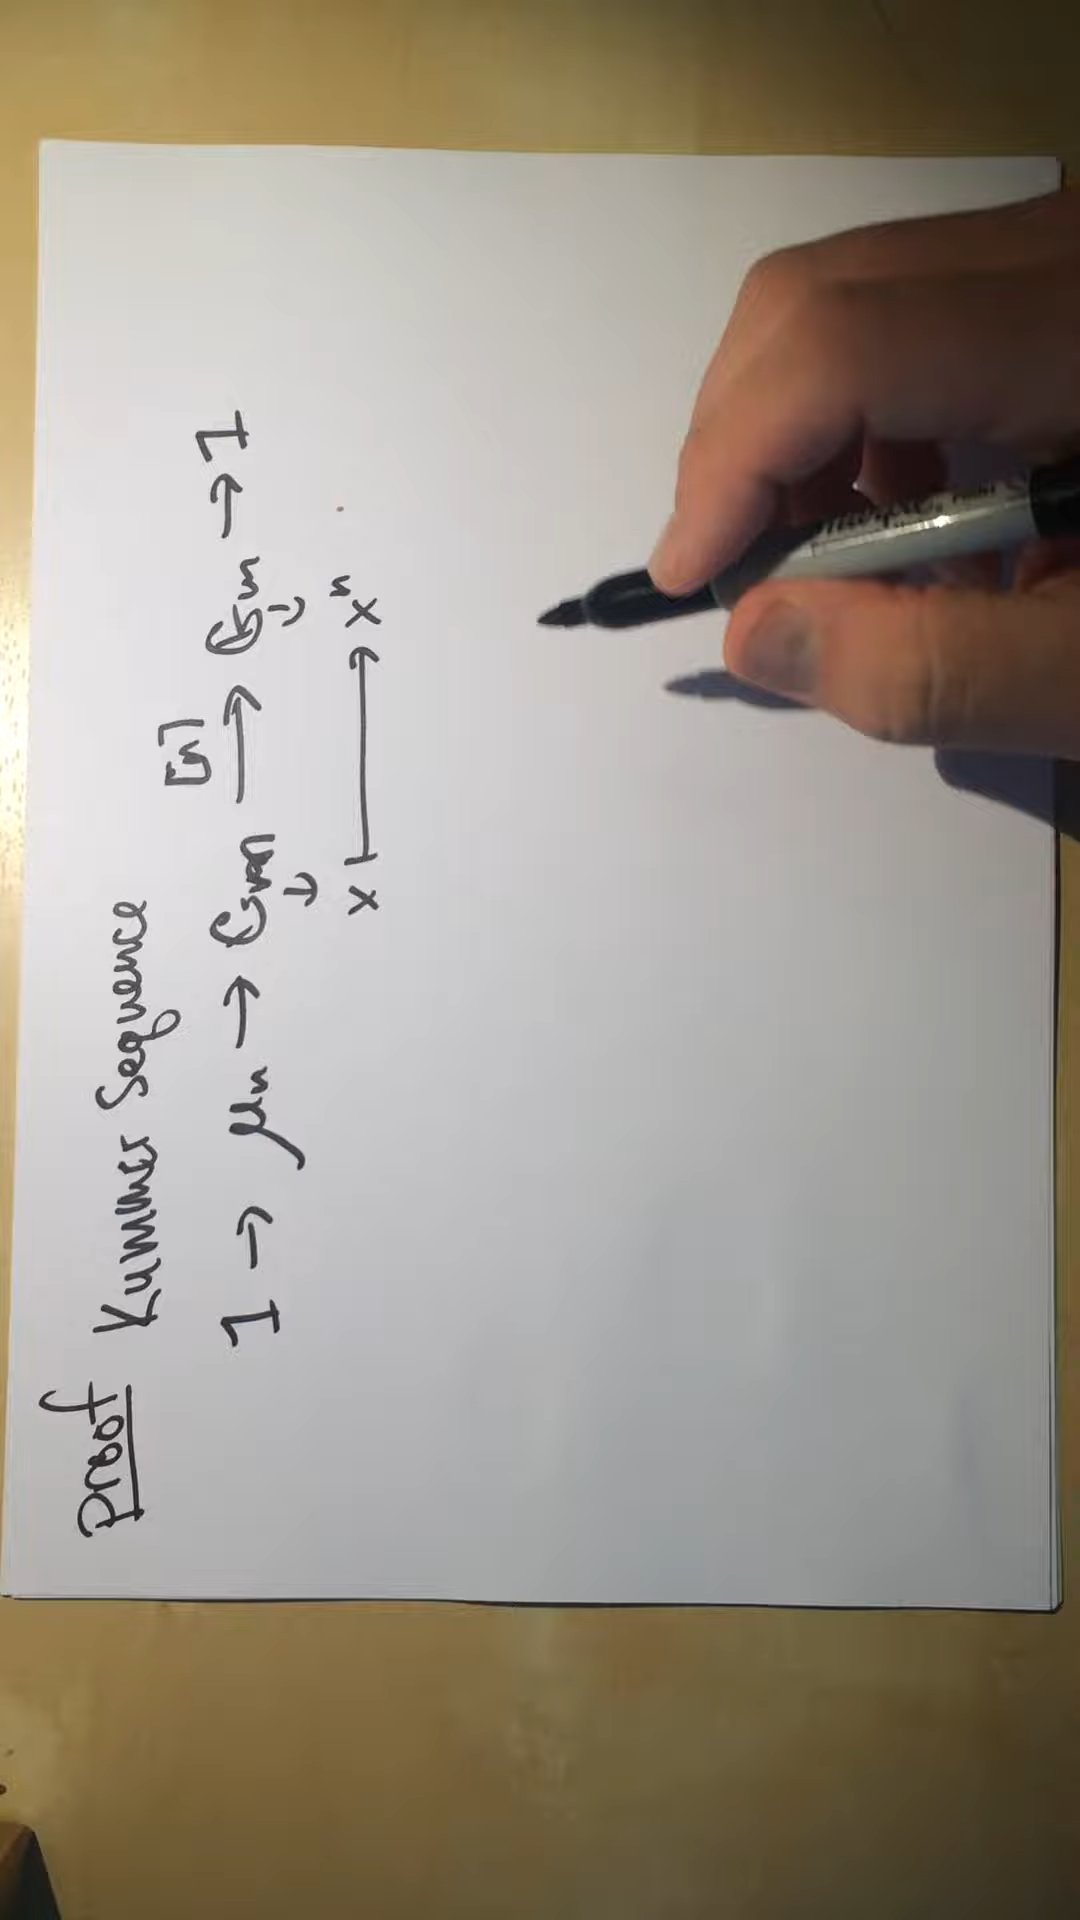 Proof Kummer Sequence
[n]
1 → μn → Gm → Gm → 1
x ⟼ xⁿ